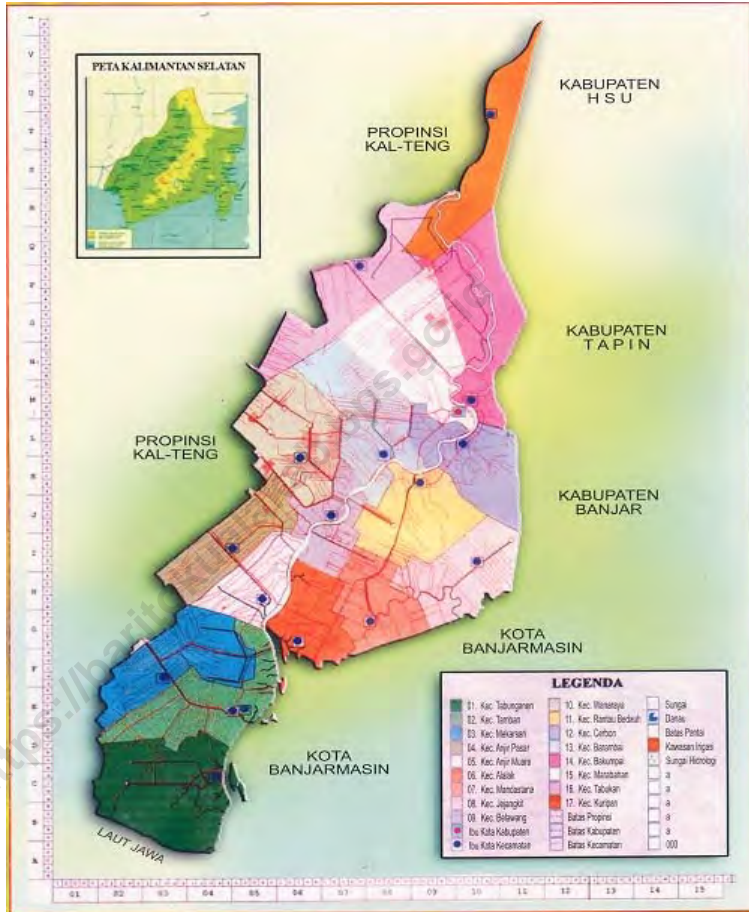 PETA KALIMANTAN SELATAN
KABUPATEN
H S U
PROPINSI
KAL-TENG
KABUPATEN
T A P I N
PROPINSI
KAL-TENG
KABUPATEN
BANJAR
KOTA
BANJARMASIN
KOTA
BANJARMASIN
LAUT JAWA
LEGENDA
01. Kec. Tabunganen
02. Kec. Tamban
03. Kec. Mekarsari
04. Kec. Anjir Pasar
05. Kec. Anjir Muara
06. Kec. Alalak
07. Kec. Mandastana
08. Kec. Jejangkit
09. Kec. Belawang
Ibu Kota Kabupaten
Ibu Kota Kecamatan
10. Kec. Wanaraya
11. Kec. Rantau Bedauh
12. Kec. Cerbon
13. Kec. Barambai
14. Kec. Bakumpai
15. Kec. Marabahan
16. Kec. Tabukan
17. Kec. Kuripan
Batas Propinsi
Batas Kabupaten
Batas Kecamatan
Sungai
Danau
Batas Pantai
Kawasan Irigasi
Sungai Hidrologi
a
a
a
a
000
01 02 03 04 05 06 07 08 09 10 11 12 13 14 15